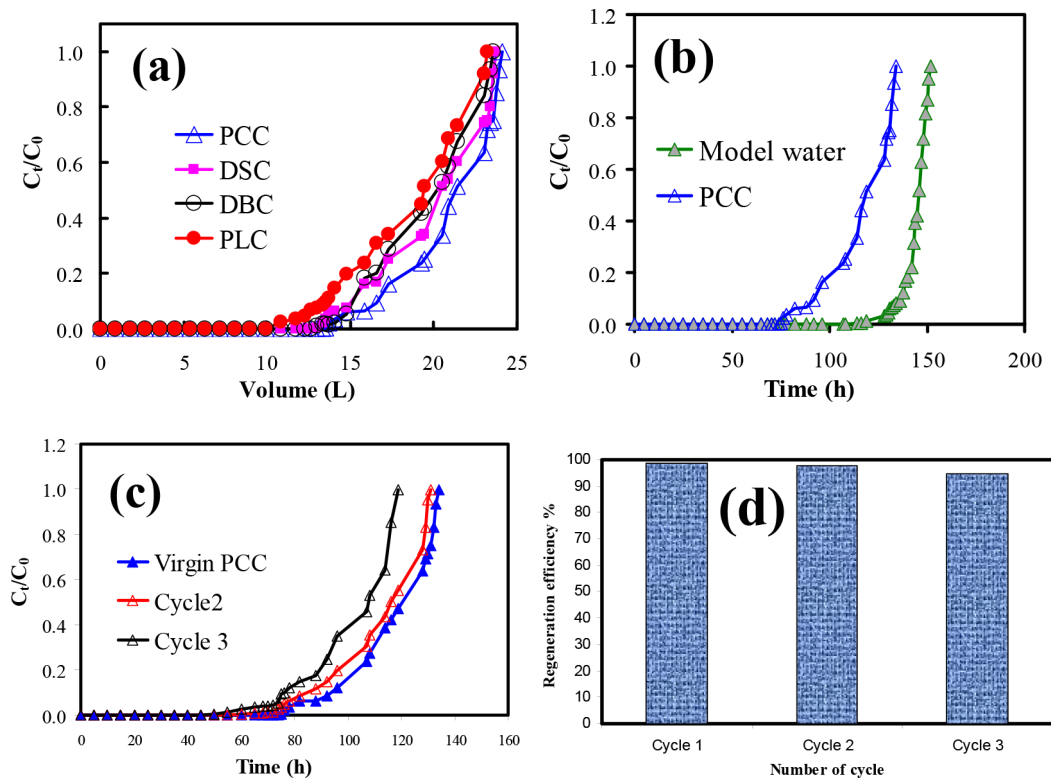 (a)
Ct/C0
1.0
0.8
0.6
0.4
0.2
0.0
PCC
DSC
DBC
PLC
0 5 10 15 20 25
Volume (L)
(b)
Ct/C0
1.2
1.0
0.8
0.6
0.4
0.2
0.0
Model water
PCC
0 50 100 150 200
Time (h)
(c)
Ct/C0
1.2
1.0
0.8
0.6
0.4
0.2
0.0
Virgin PCC
Cycle2
Cycle 3
0 20 40 60 80 100 120 140 160
Time (h)
(d)
Regeneration efficiency %
100
90
80
70
60
50
40
30
20
10
0
Cycle 1 Cycle 2 Cycle 3
Number of cycle